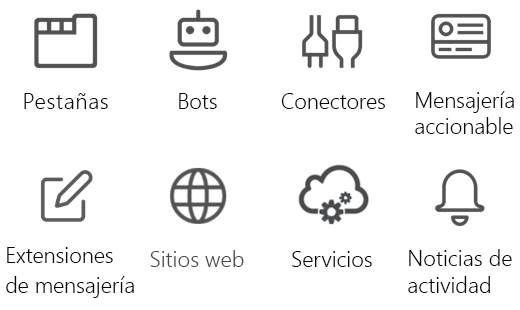 Pestañas
Bots
Conectores
Mensajería
accionable
Extensiones
de mensajería
Sitios web
Servicios
Noticias de
actividad